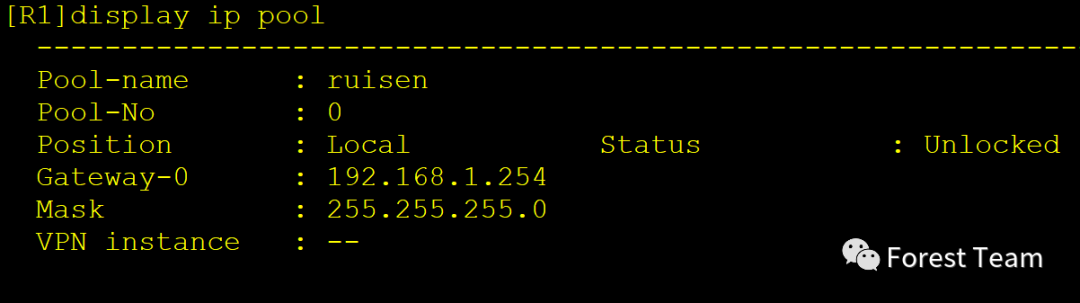 [R1]display ip pool
-----------------------------------------------------------------
Pool-name : ruisen
Pool-No : 0
Position : Local Status : Unlocked
Gateway-0 : 192.168.1.254
Mask : 255.255.255.0
VPN instance : --
Forest Team